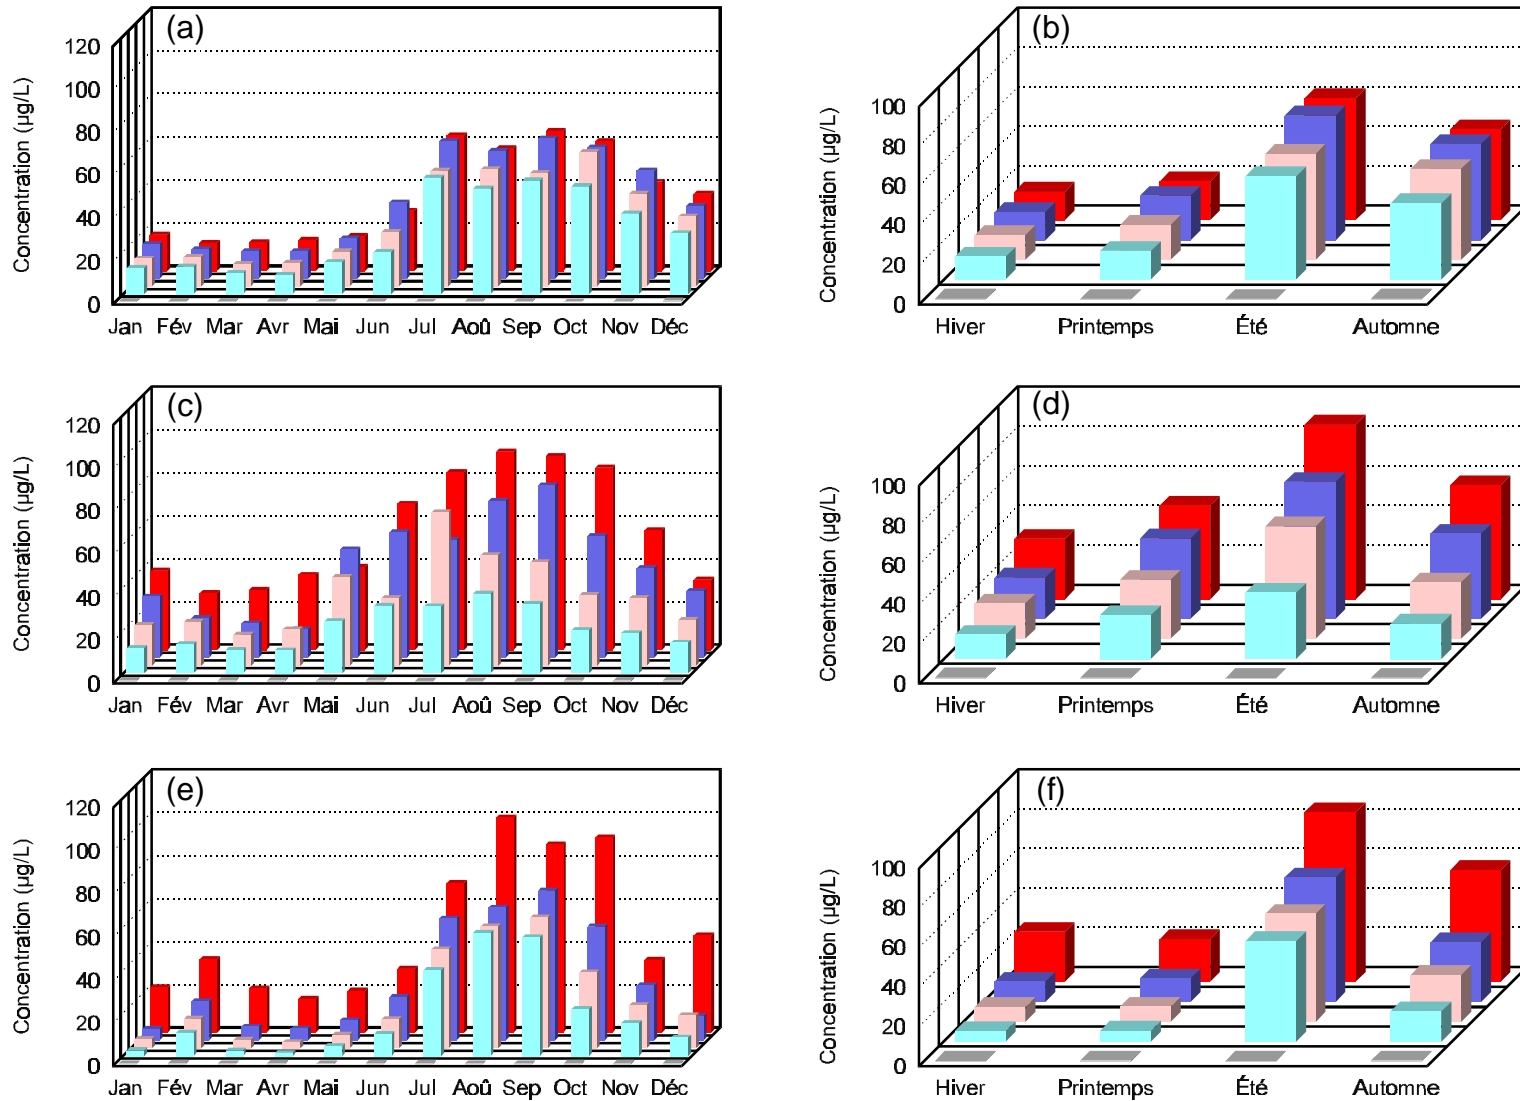 (a)
Concentration (µg/L)
120
100
80
60
40
20
0
Jan Fév Mar Avr Mai Jun Jul Aoû Sep Oct Nov Déc
(b)
Concentration (µg/L)
100
80
60
40
20
0
Hiver Printemps Été Automne
(c)
Concentration (µg/L)
120
100
80
60
40
20
0
Jan Fév Mar Avr Mai Jun Jul Aoû Sep Oct Nov Déc
(d)
Concentration (µg/L)
100
80
60
40
20
0
Hiver Printemps Été Automne
(e)
Concentration (µg/L)
120
100
80
60
40
20
0
Jan Fév Mar Avr Mai Jun Jul Aoû Sep Oct Nov Déc
(f)
Concentration (µg/L)
100
80
60
40
20
0
Hiver Printemps Été Automne